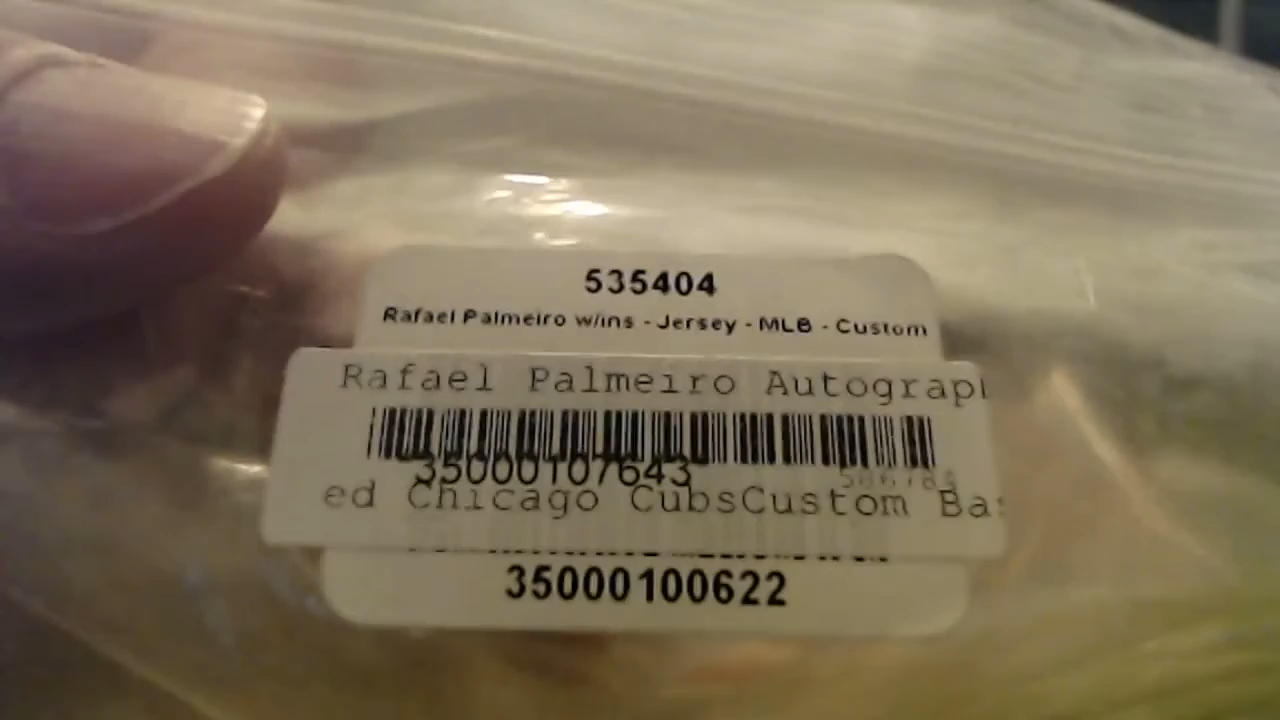 535404
Rafael Palmeiro w/ins - Jersey - MLB - Custom
Rafael Palmeiro Autograph
35000107643
ed Chicago CubsCustom Ba
35000100622